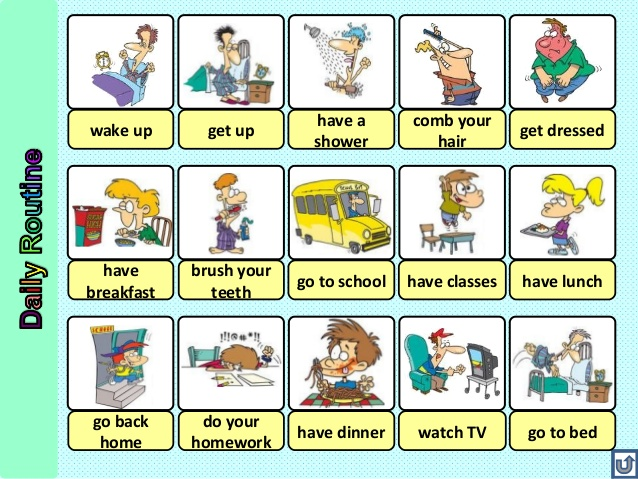 Daily Routine
wake up
get up
have a
shower
comb your
hair
get dressed
have
breakfast
brush your
teeth
go to school
have classes
have lunch
!!!@*!!
go back
home
do your
homework
have dinner
watch TV
go to bed